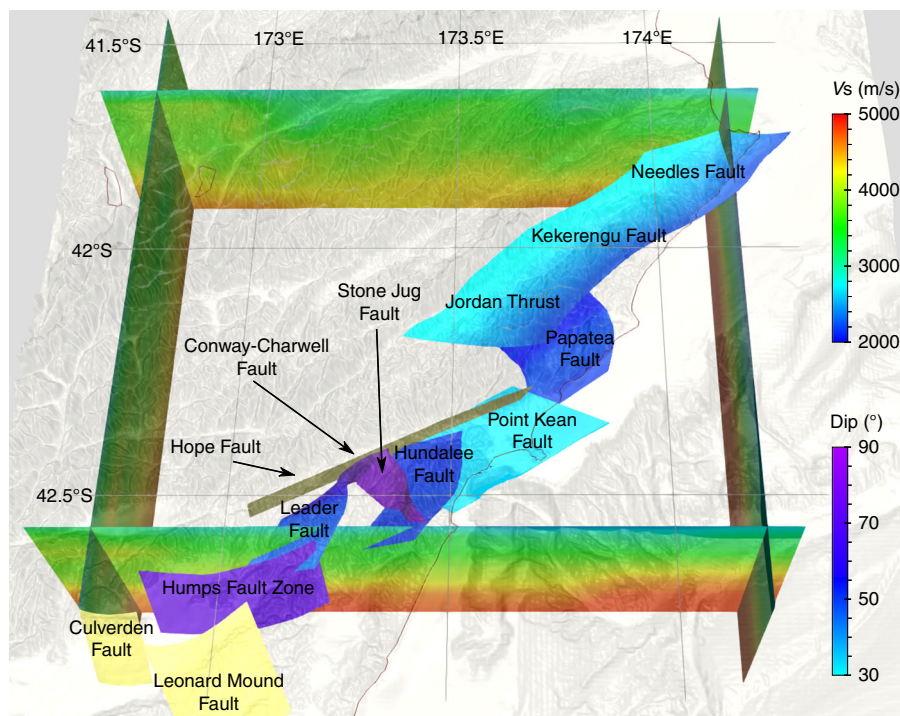 41.5°S
173°E
173.5°E
174°E
Vs (m/s)
5000
4000
3000
2000
Needles Fault
Kekerengu Fault
42°S
Stone Jug
Fault
Jordan Thrust
Papatea
Fault
Conway-Charwell
Fault
Point Kean
Fault
Dip (°)
90
70
50
30
Hope Fault
Hundalee
Fault
42.5°S
Leader
Fault
Humps Fault Zone
Culverden
Fault
Leonard Mound
Fault